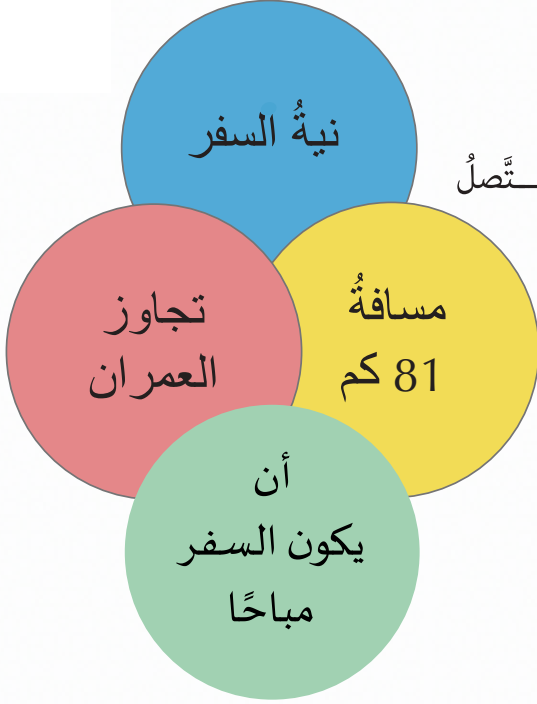 نيةُ السفر
ـتَّصلُ
مسافةُ
81 كم
تجاوز
العمران
أن
يكون السفر
مباحًا